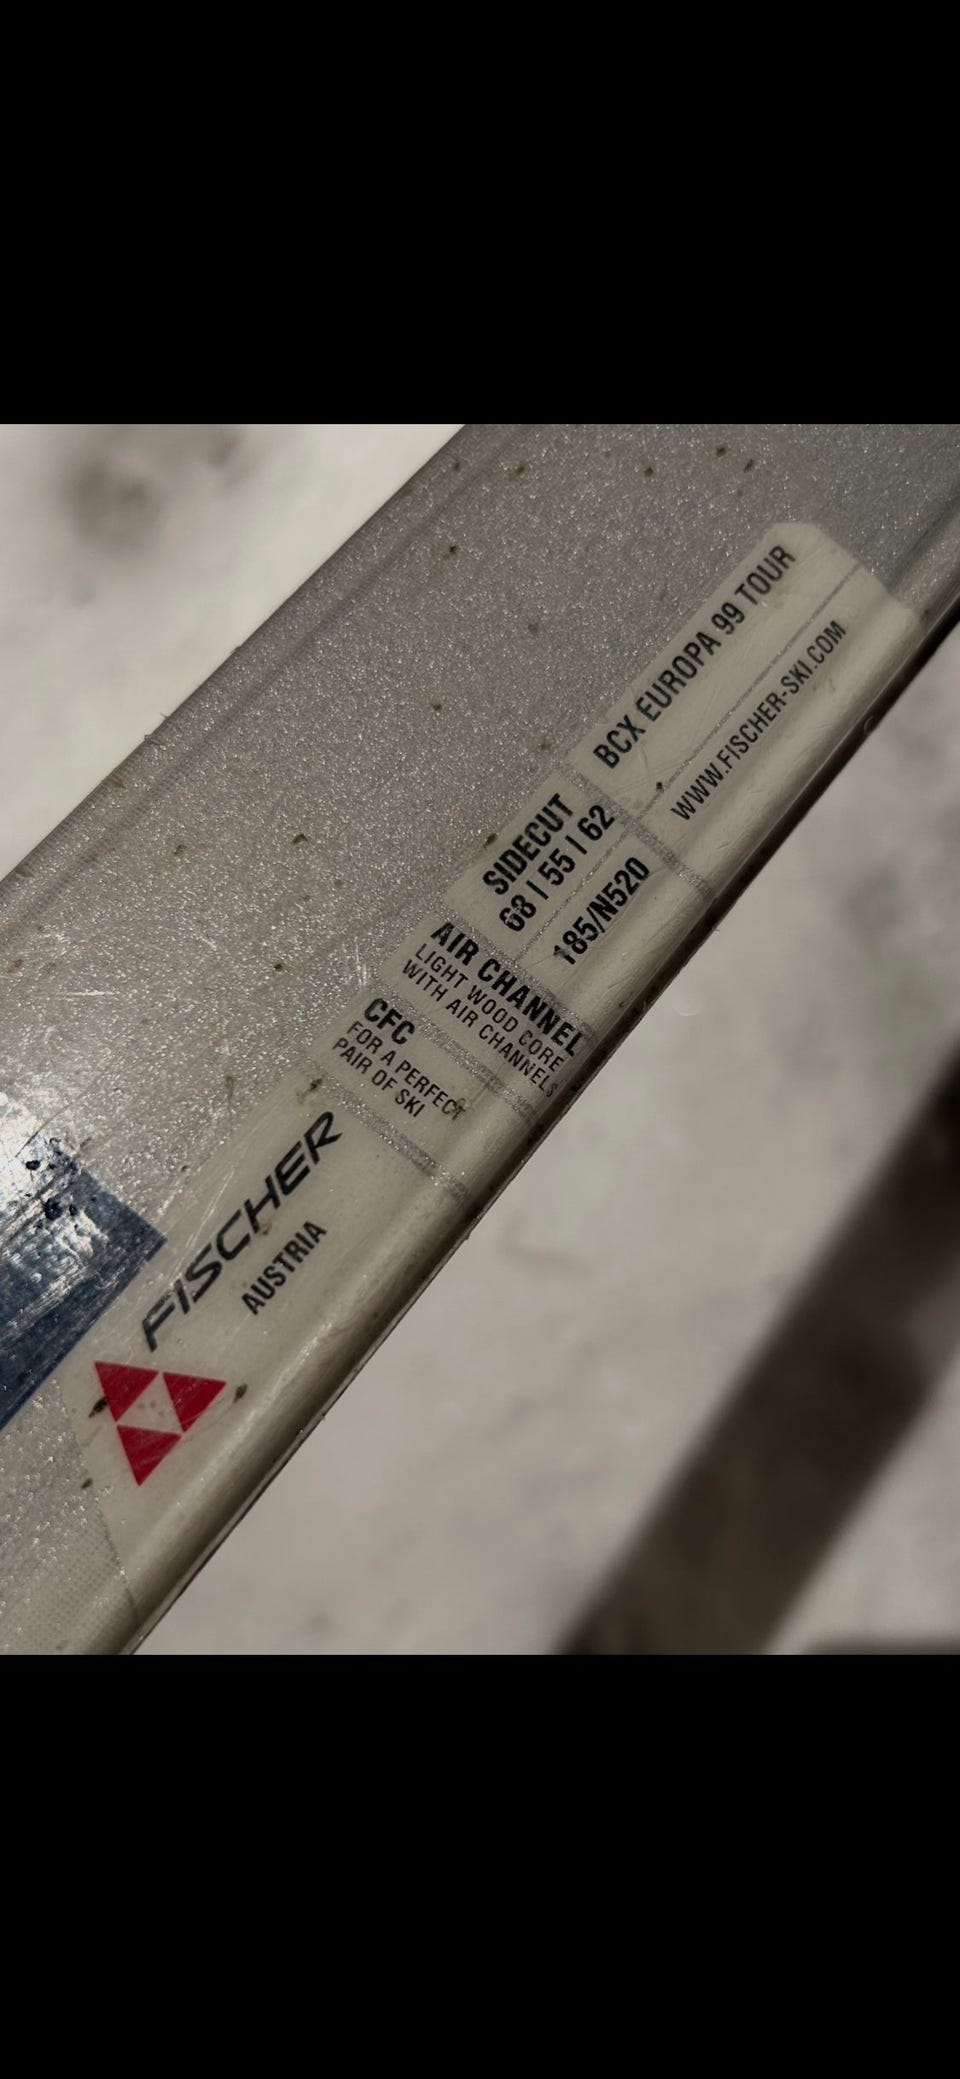 BCX EUROPA 99 TOUR
WWW.FISCHER-SKI.COM
SIDECUT
68 | 55 | 62
185/N520
AIR CHANNEL
LIGHT WOOD CORE
WITH AIR CHANNELS
CFC
FOR A PERFECT
PAIR OF SKI
FISCHER
AUSTRIA